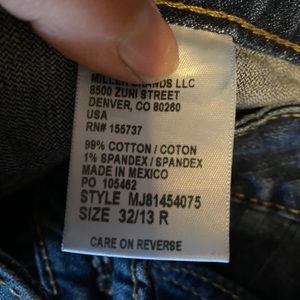 MILLER BRANDS LLC
8500 ZUNI STREET
DENVER, CO 80260
USA
RN# 155737
99% COTTON / COTON
1% SPANDEX / SPANDEX
MADE IN MEXICO
PO 105462
STYLE MJ81454075
SIZE 32/13 R
CARE ON REVERSE